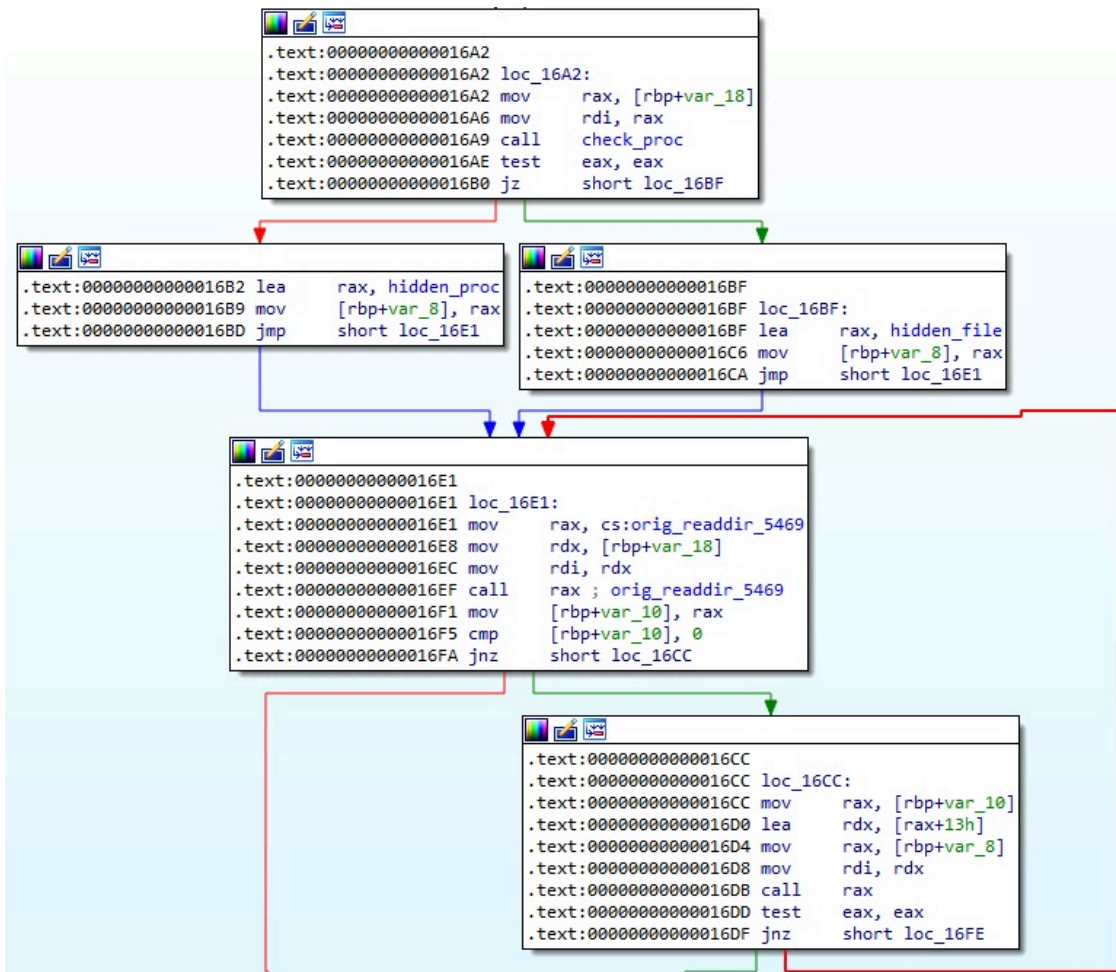 .text:00000000000016A2
.text:00000000000016A2 loc_16A2:
.text:00000000000016A2 mov rax, [rbp+var_18]
.text:00000000000016A6 mov rdi, rax
.text:00000000000016A9 call check_proc
.text:00000000000016AE test eax, eax
.text:00000000000016B0 jz short loc_16BF
.text:00000000000016B2 lea rax, hidden_proc
.text:00000000000016B9 mov [rbp+var_8], rax
.text:00000000000016BD jmp short loc_16E1
.text:00000000000016BF
.text:00000000000016BF loc_16BF:
.text:00000000000016BF lea rax, hidden_file
.text:00000000000016C6 mov [rbp+var_8], rax
.text:00000000000016CA jmp short loc_16E1
.text:00000000000016E1
.text:00000000000016E1 loc_16E1:
.text:00000000000016E1 mov rax, cs:orig_readdir_5469
.text:00000000000016E8 mov rdx, [rbp+var_18]
.text:00000000000016EC mov rdi, rdx
.text:00000000000016EF call rax ; orig_readdir_5469
.text:00000000000016F1 mov [rbp+var_10], rax
.text:00000000000016F5 cmp [rbp+var_10], 0
.text:00000000000016FA jnz short loc_16CC
.text:00000000000016CC
.text:00000000000016CC loc_16CC:
.text:00000000000016CC mov rax, [rbp+var_10]
.text:00000000000016D0 lea rdx, [rax+13h]
.text:00000000000016D4 mov rax, [rbp+var_8]
.text:00000000000016D8 mov rdi, rdx
.text:00000000000016DB call rax
.text:00000000000016DD test eax, eax
.text:00000000000016DF jnz short loc_16FE